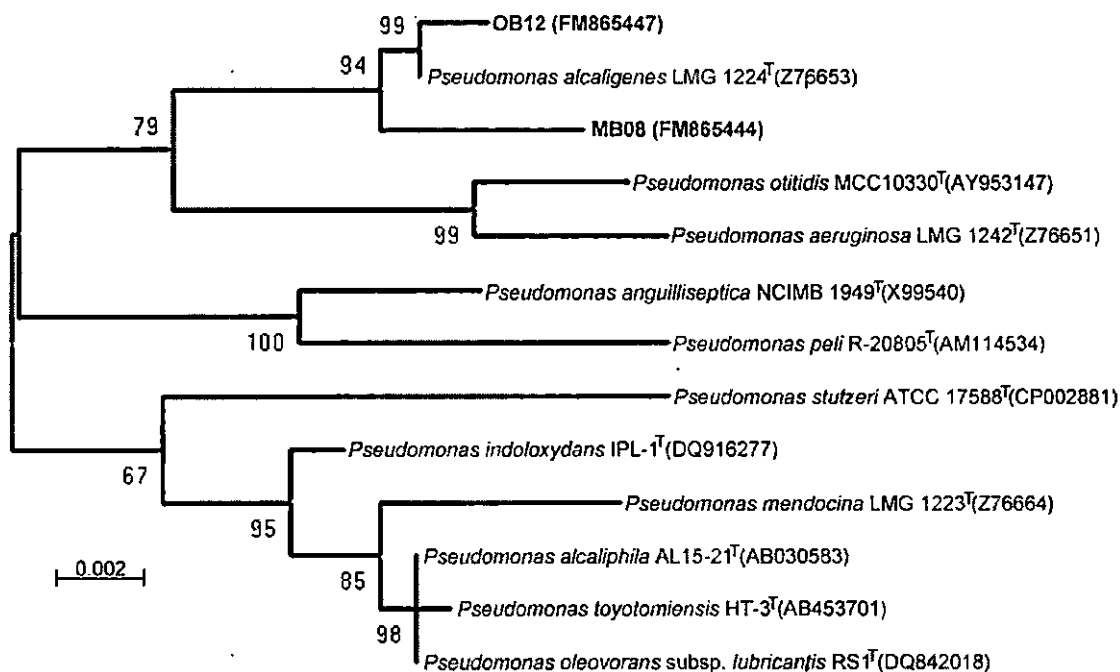 99 OB12 (FM865447)
94 Pseudomonas alcaligenes LMG 1224ᵀ(Z76653)
79 MB08 (FM865444)
Pseudomonas otitidis MCC10330ᵀ(AY953147)
99 Pseudomonas aeruginosa LMG 1242ᵀ(Z76651)
Pseudomonas anguilliseptica NCIMB 1949ᵀ(X99540)
100 Pseudomonas peli R-20805ᵀ(AM114534)
Pseudomonas stutzeri ATCC 17588ᵀ(CP002881)
67 Pseudomonas indoloxydans IPL-1ᵀ(DQ916277)
95 Pseudomonas mendocina LMG 1223ᵀ(Z76664)
0.002 85 Pseudomonas alcaliphila AL15-21ᵀ(AB030583)
98 Pseudomonas toyotomiensis HT-3ᵀ(AB453701)
Pseudomonas oleovorans subsp. lubricantis RS1ᵀ(DQ842018)